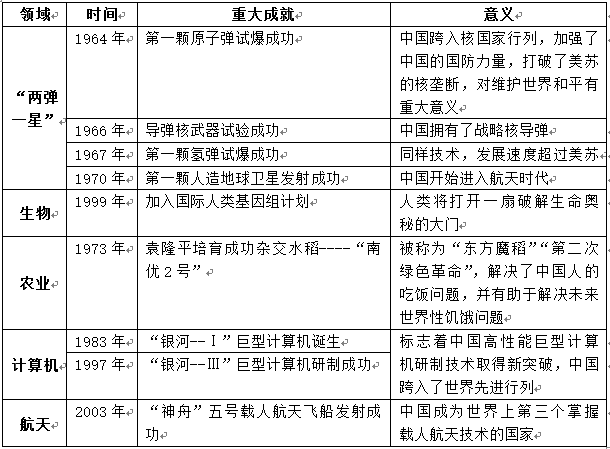 领域 时间 重大成就 意义
“两弹一星”
1964 年 第一颗原子弹试爆成功 中国跨入核国家行列，加强了
中国的国防力量，打破了美苏
的核垄断，对维护世界和平有
重大意义
1966 年 导弹核武器试验成功 中国拥有了战略核导弹
1967 年 第一颗氢弹试爆成功 同样技术，发展速度超过美苏
1970 年 第一颗人造地球卫星发射成功 中国开始进入航天时代
生物 1999 年 加入国际人类基因组计划 人类将打开一扇破解生命奥
秘的大门
农业 1973 年 袁隆平培育成功杂交水稻----“南
优 2 号” 被称为“东方魔稻”“第二次
绿色革命”，解决了中国人的
吃饭问题，并有助于解决未来
世界性饥饿问题
计算机 1983 年 “银河--Ⅰ”巨型计算机诞生
1997 年 “银河--Ⅲ”巨型计算机研制成功
标志着中国高性能巨型计算
机研制技术取得新突破，中国
跨入了世界先进行列
航天 2003 年 “神舟”五号载人航天飞船发射成
功 中国成为世界上第三个掌握
载人航天技术的国家